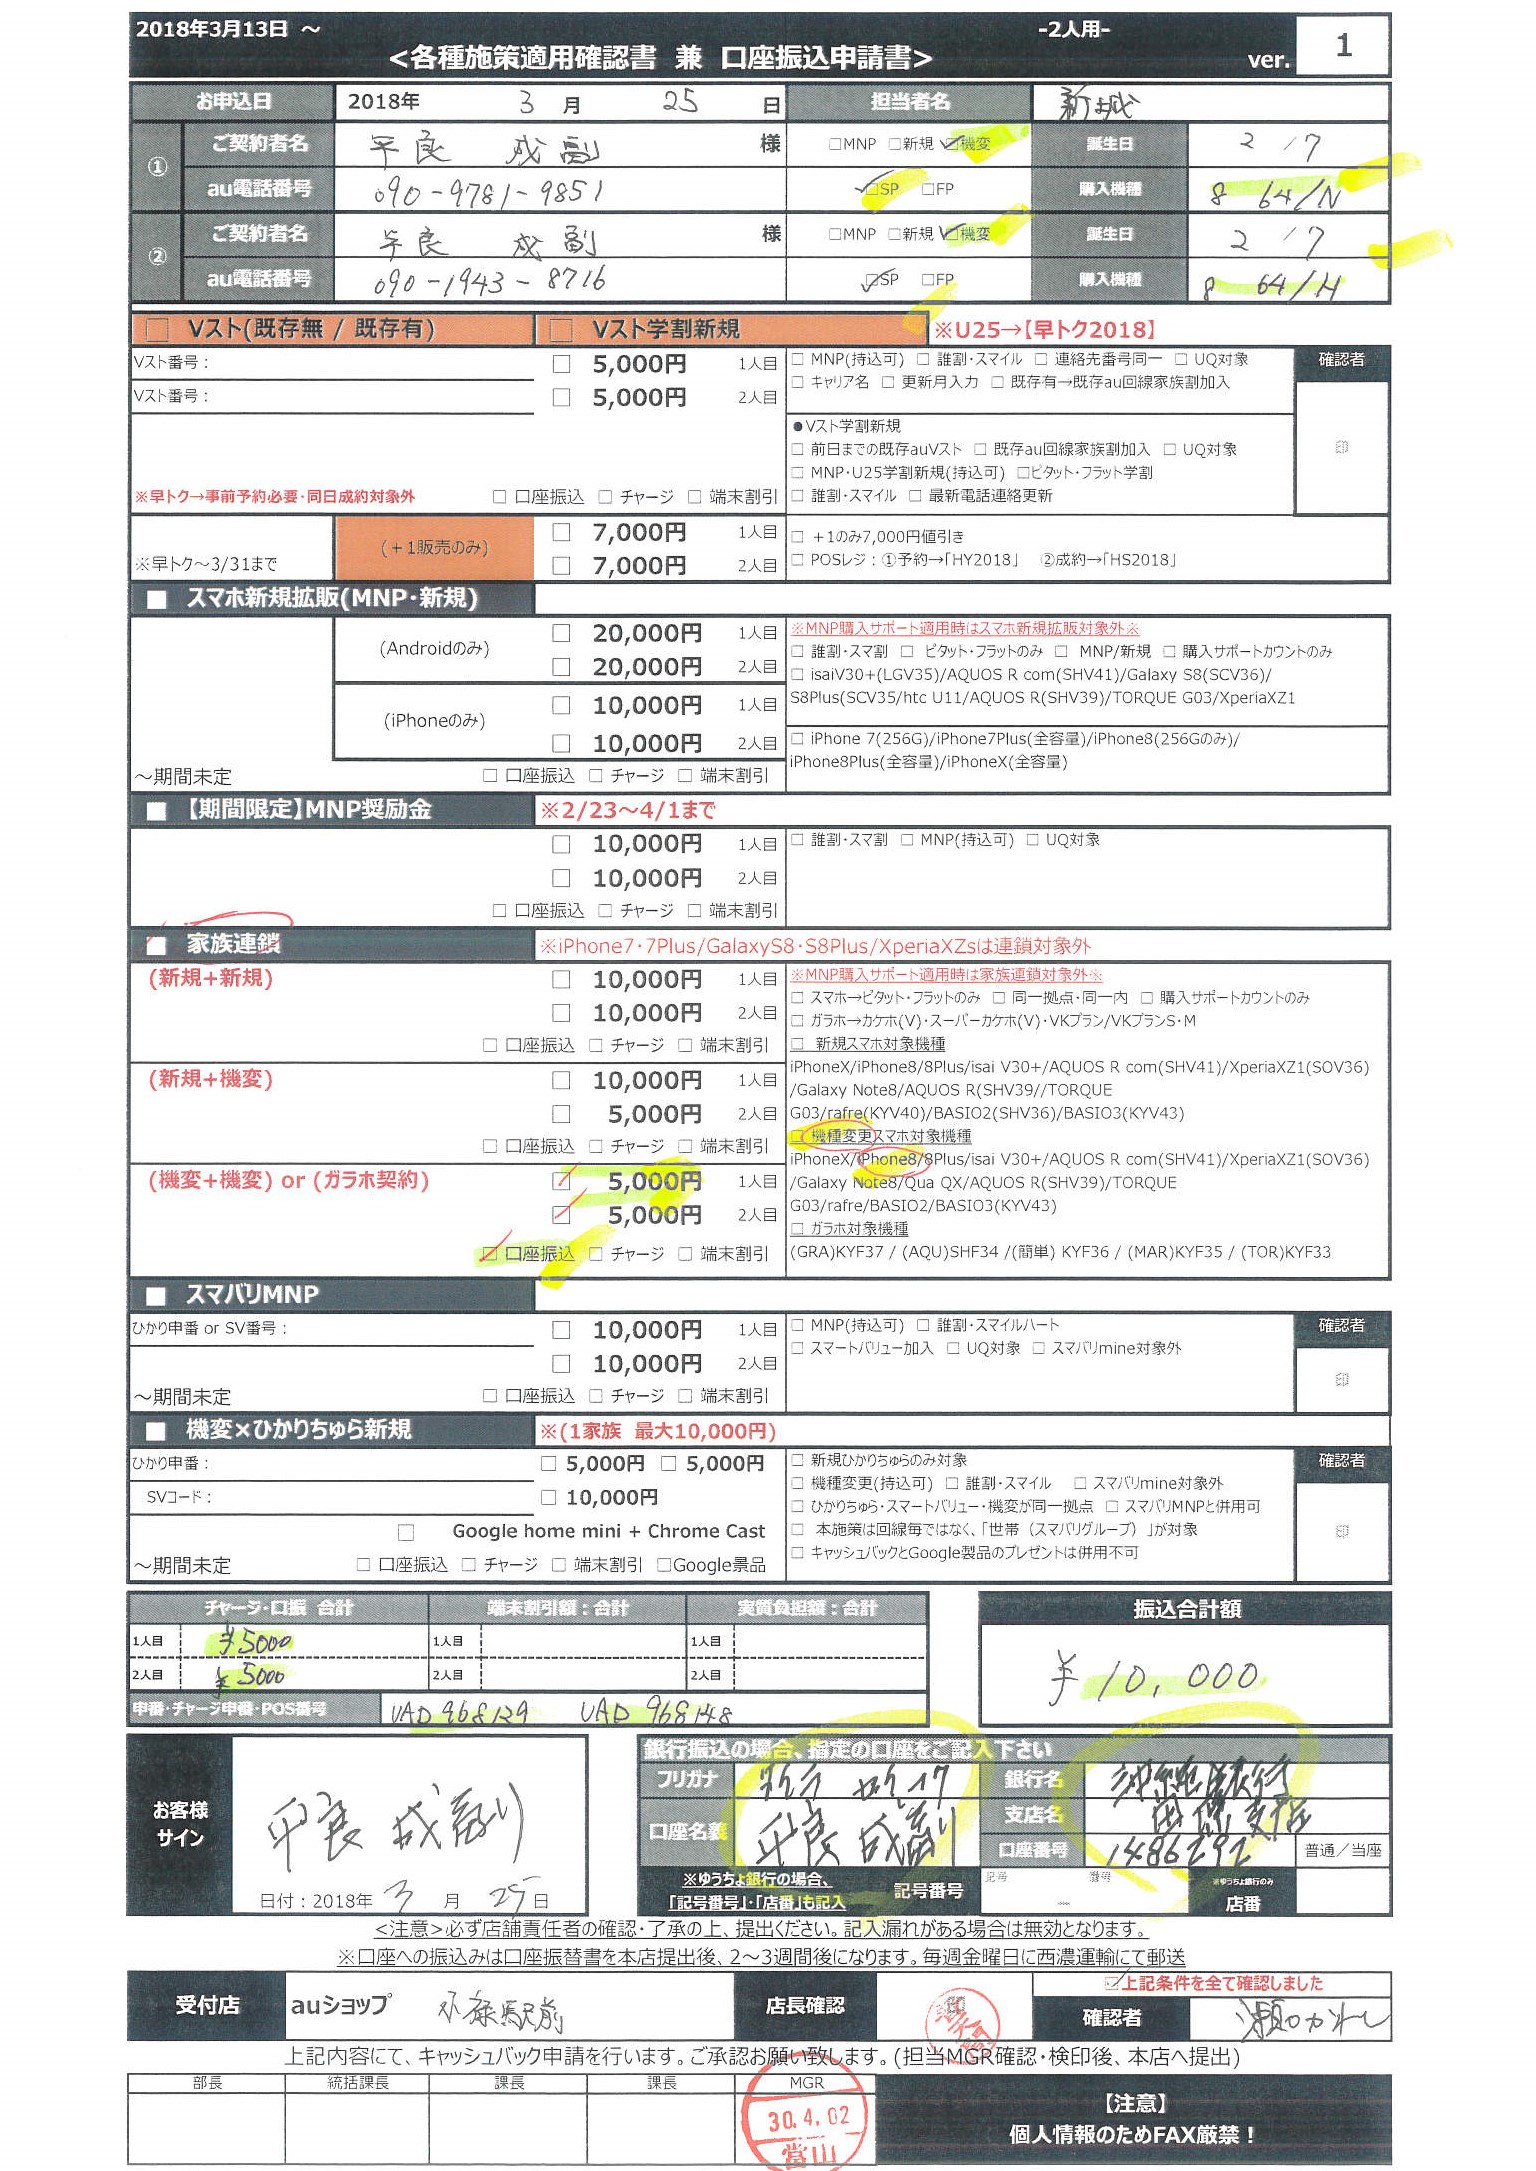 2018年3月13日 ～ -2人用-
<各種施策適用確認書 兼 口座振込申請書> ver. 1
お申込日 2018年 3 月 25 日 担当者名 新城
① ご契約者名 平良 成副 様 □MNP □新規 ☑機変 誕生日 2 / 7
au電話番号 090-9781-9851 ☑SP □FP 購入機種 8 64/N
② ご契約者名 平良 成副 様 □MNP □新規 ☑機変 誕生日 2 / 7
au電話番号 090-1943-8716 ☑SP □FP 購入機種 8 64/H
□ Vスト(既存無 / 既存有) □ Vスト学割新規 ※U25→【早トク2018】
Vスト番号： □ 5,000円 1人目 □ MNP(持込可) □ 誰割・スマイル □ 連絡先番号同一 □ UQ対象 確認者
Vスト番号： □ 5,000円 2人目 □ キャリア名 □ 更新月入力 □ 既存有→既存au回線家族割加入
●Vスト学割新規
□ 前日までの既存auVスト □ 既存au回線家族割加入 □ UQ対象 印
□ MNP・U25学割新規(持込可) □ピタット・フラット学割
※早トク→事前予約必要・同日成約対象外 □ 口座振込 □ チャージ □ 端末割引 □ 誰割・スマイル □ 最新電話連絡更新
(＋1販売のみ) □ 7,000円 1人目 □ +1のみ7,000円値引き
※早トク～3/31まで □ 7,000円 2人目 □ POSレジ：①予約→「HY2018」 ②成約→「HS2018」
■ スマホ新規拡販(MNP・新規)
(Androidのみ) □ 20,000円 1人目 ※MNP購入サポート適用時はスマホ新規拡販対象外※
□ 20,000円 2人目 □ 誰割・スマ割 □ ピタット・フラットのみ □ MNP/新規 □ 購入サポートカウントのみ
□ isaiV30+(LGV35)/AQUOS R com(SHV41)/Galaxy S8(SCV36)/
S8Plus(SCV35/htc U11/AQUOS R(SHV39)/TORQUE G03/XperiaXZ1
(iPhoneのみ) □ 10,000円 1人目
□ 10,000円 2人目 □ iPhone 7(256G)/iPhone7Plus(全容量)/iPhone8(256Gのみ)/
iPhone8Plus(全容量)/iPhoneX(全容量)
～期間未定 □ 口座振込 □ チャージ □ 端末割引
■ 【期間限定】MNP奨励金 ※2/23～4/1まで
□ 10,000円 1人目 □ 誰割・スマ割 □ MNP(持込可) □ UQ対象
□ 10,000円 2人目
□ 口座振込 □ チャージ □ 端末割引
■ 家族連鎖 ※iPhone7・7Plus/GalaxyS8・S8Plus/XperiaXZsは連鎖対象外
(新規+新規) □ 10,000円 1人目 ※MNP購入サポート適用時は家族連鎖対象外※
□ 10,000円 2人目 □ スマホ→ピタット・フラットのみ □ 同一拠点・同一内 □ 購入サポートカウントのみ
□ 口座振込 □ チャージ □ 端末割引 □ ガラホ→カケホ(V)・スーパーカケホ(V)・VKプラン/VKプランS・M
□ 新規スマホ対象機種
(新規+機変) □ 10,000円 1人目 iPhoneX/iPhone8/8Plus/isai V30+/AQUOS R com(SHV41)/XperiaXZ1(SOV36)
/Galaxy Note8/AQUOS R(SHV39//TORQUE
□ 5,000円 2人目 G03/rafre(KYV40)/BASIO2(SHV36)/BASIO3(KYV43)
□ 口座振込 □ チャージ □ 端末割引 □ 機種変更スマホ対象機種
iPhoneX/iPhone8/8Plus/isai V30+/AQUOS R com(SHV41)/XperiaXZ1(SOV36)
(機変+機変) or (ガラホ契約) ☑ 5,000円 1人目 /Galaxy Note8/Qua QX/AQUOS R(SHV39)/TORQUE
☑ 5,000円 2人目 G03/rafre/BASIO2/BASIO3(KYV43)
□ ガラホ対象機種
☑ 口座振込 □ チャージ □ 端末割引 (GRA)KYF37 / (AQU)SHF34 /(簡単) KYF36 / (MAR)KYF35 / (TOR)KYF33
■ スマバリMNP
ひかり申番 or SV番号： □ 10,000円 1人目 □ MNP(持込可) □ 誰割・スマイルハート 確認者
□ 10,000円 2人目 □ スマートバリュー加入 □ UQ対象 □ スマバリmine対象外
～期間未定 □ 口座振込 □ チャージ □ 端末割引 印
■ 機変×ひかりちゅら新規 ※(1家族 最大10,000円)
ひかり申番： □ 5,000円 □ 5,000円 □ 新規ひかりちゅらのみ対象 確認者
□ 機種変更(持込可) □ 誰割・スマイル □ スマバリmine対象外
SVコード： □ 10,000円 □ ひかりちゅら・スマートバリュー・機変が同一拠点 □ スマバリMNPと併用可
□ Google home mini + Chrome Cast □ 本施策は回線毎ではなく、「世帯（スマバリグループ）」が対象 印
～期間未定 □ 口座振込 □ チャージ □ 端末割引 □Google景品 □ キャッシュバックとGoogle製品のプレゼントは併用不可
チャージ・口振 合計 端末割引額：合計 実質負担額：合計 振込合計額
1人目 ¥5000 1人目 1人目
2人目 ¥5000 2人目 2人目 ¥10,000
申番・チャージ申番・POS番号 UAD968129 UAD968148
銀行振込の場合、指定の口座をご記入下さい
フリガナ 銀行名 沖縄銀行
お客様サイン 平良 成副 口座名義 平良 成副 支店名 支店
口座番号 1486292 普通／当座
日付：2018年 3 月 25 日 ※ゆうちょ銀行の場合、「記号番号」・「店番」も記入 記号番号 記号 番号 ※ゆうちょ銀行のみ 店番
<注意>必ず店舗責任者の確認・了承の上、提出ください。記入漏れがある場合は無効となります。
※口座への振込みは口座振替書を本店提出後、2～3週間後になります。毎週金曜日に西濃運輸にて郵送
受付店 auショップ 小禄駅前 店長確認 印 ☑上記条件を全て確認しました
確認者
上記内容にて、キャッシュバック申請を行います。ご承認お願い致します。(担当MGR確認・検印後、本店へ提出)
部長 統括課長 課長 課長 MGR 【注意】
30.4.02 當山 個人情報のためFAX厳禁！